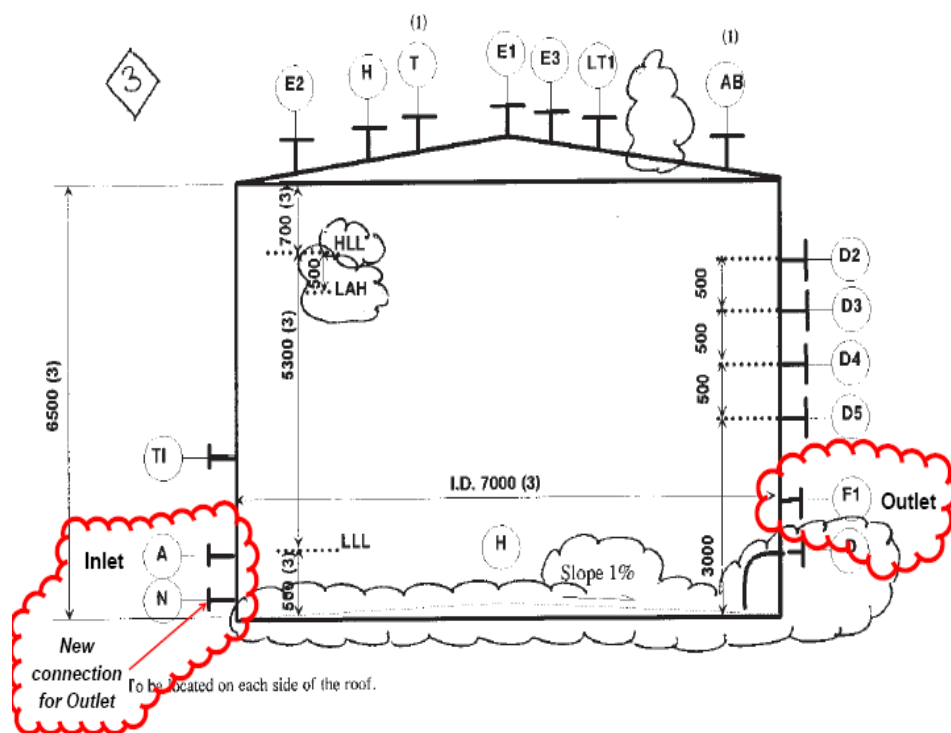 (1)
(1)
3
E2
H
T
E1
E3
LT1
AB
700 (3)
HLL
500
LAH
5300 (3)
6500 (3)
D2
500
D3
500
D4
500
D5
TI
I.D. 7000 (3)
F1
Outlet
Inlet
A
LLL
H
3000
Slope 1%
500 (3)
N
New
connection
for Outlet
To be located on each side of the roof.